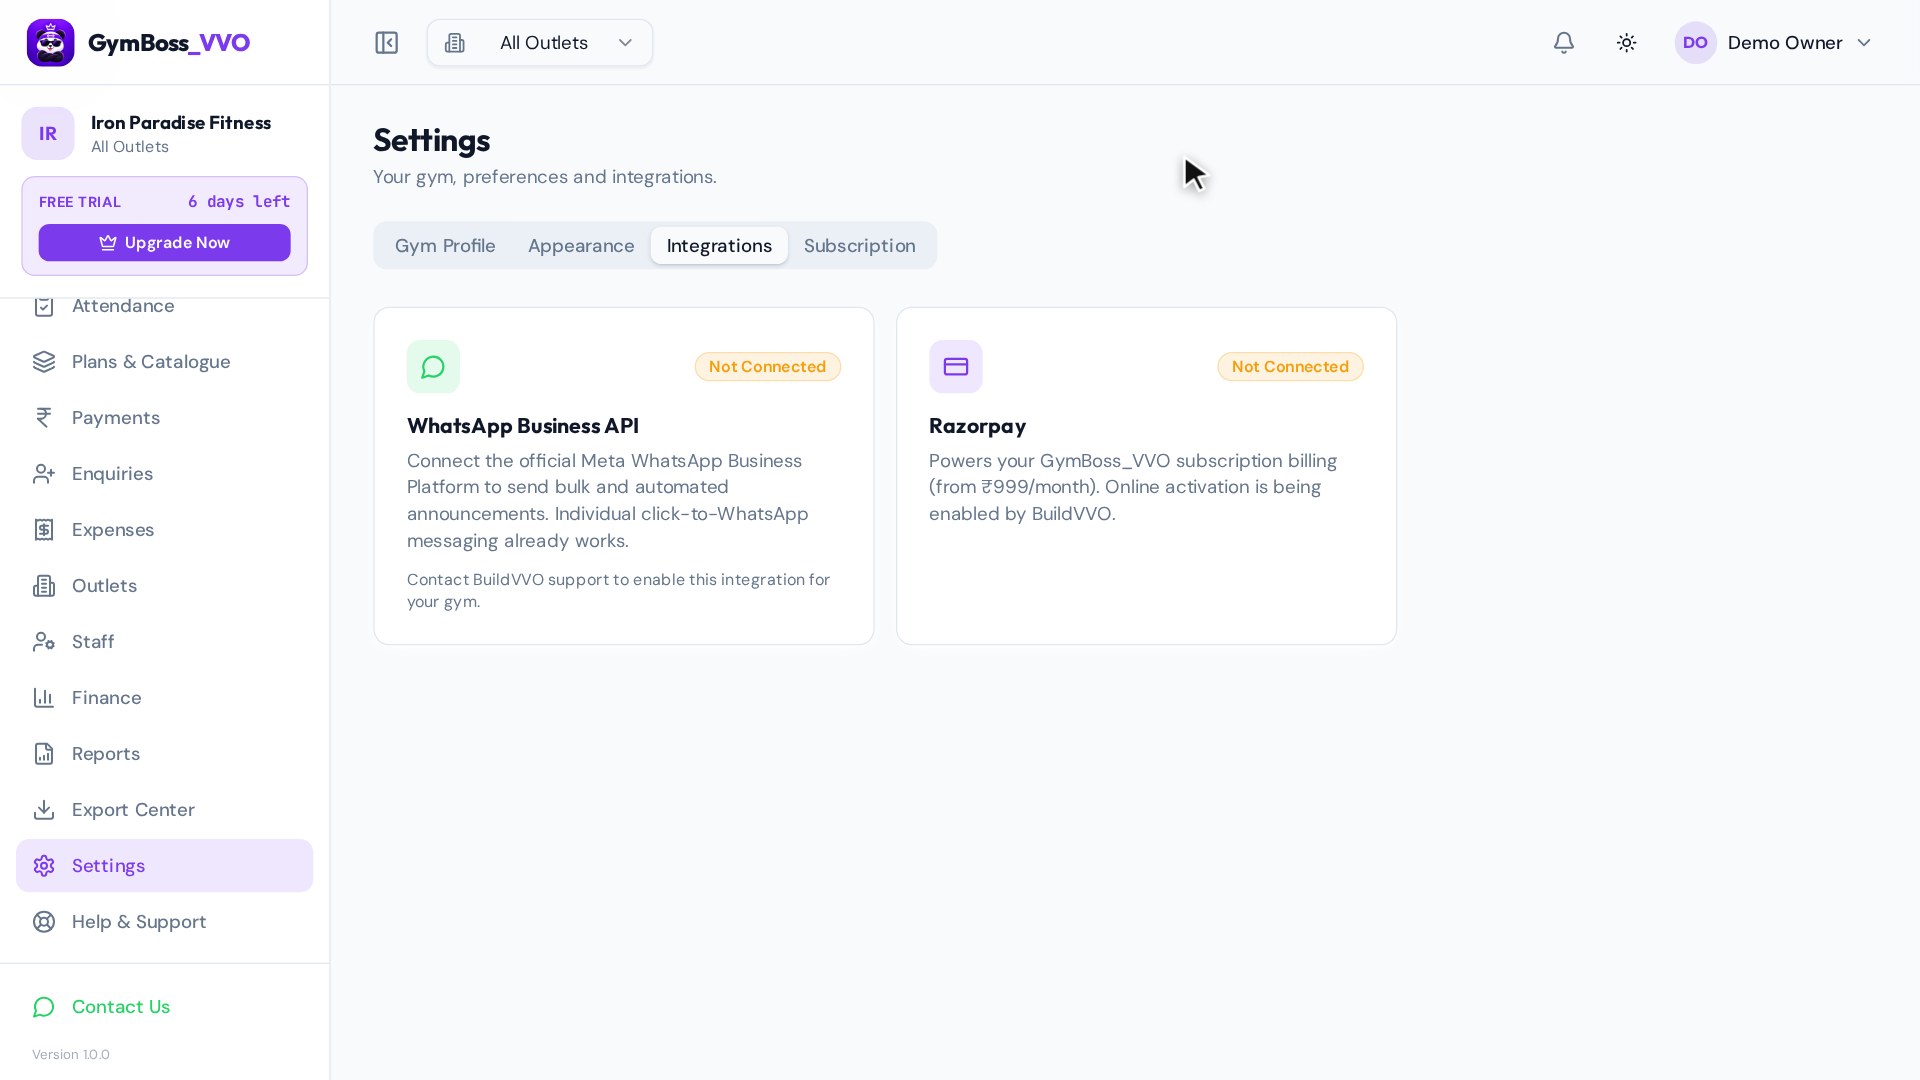 GymBoss_VVO
All Outlets
DO
Demo Owner
IR
Iron Paradise Fitness
All Outlets
FREE TRIAL
6 days left
Upgrade Now
Attendance
Plans & Catalogue
Payments
Enquiries
Expenses
Outlets
Staff
Finance
Reports
Export Center
Settings
Help & Support
Contact Us
Version 1.0.0
Settings
Your gym, preferences and integrations.
Gym Profile
Appearance
Integrations
Subscription
Not Connected
WhatsApp Business API
Connect the official Meta WhatsApp Business
Platform to send bulk and automated
announcements. Individual click-to-WhatsApp
messaging already works.
Contact BuildVVO support to enable this integration for
your gym.
Not Connected
Razorpay
Powers your GymBoss_VVO subscription billing
(from ₹999/month). Online activation is being
enabled by BuildVVO.